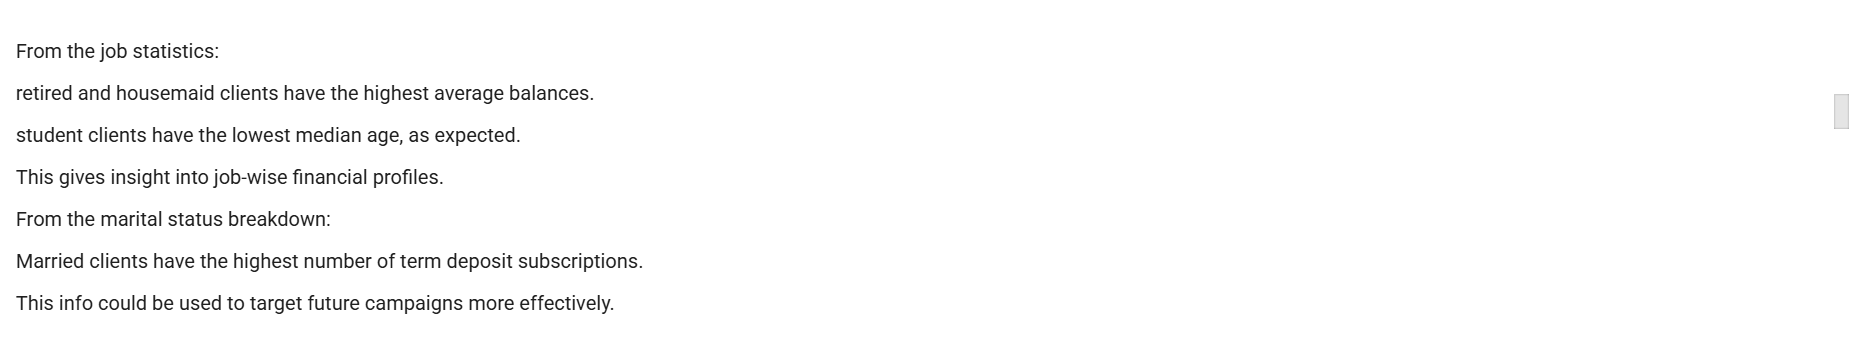 From the job statistics:
retired and housemaid clients have the highest average balances.
student clients have the lowest median age, as expected.
This gives insight into job-wise financial profiles.
From the marital status breakdown:
Married clients have the highest number of term deposit subscriptions.
This info could be used to target future campaigns more effectively.